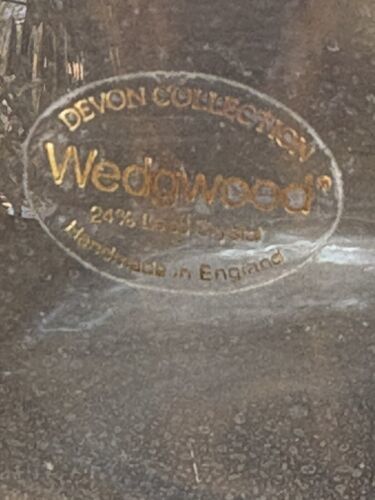 DEVON COLLECTION
Wedgwood®
24% Lead Crystal
Handmade in England